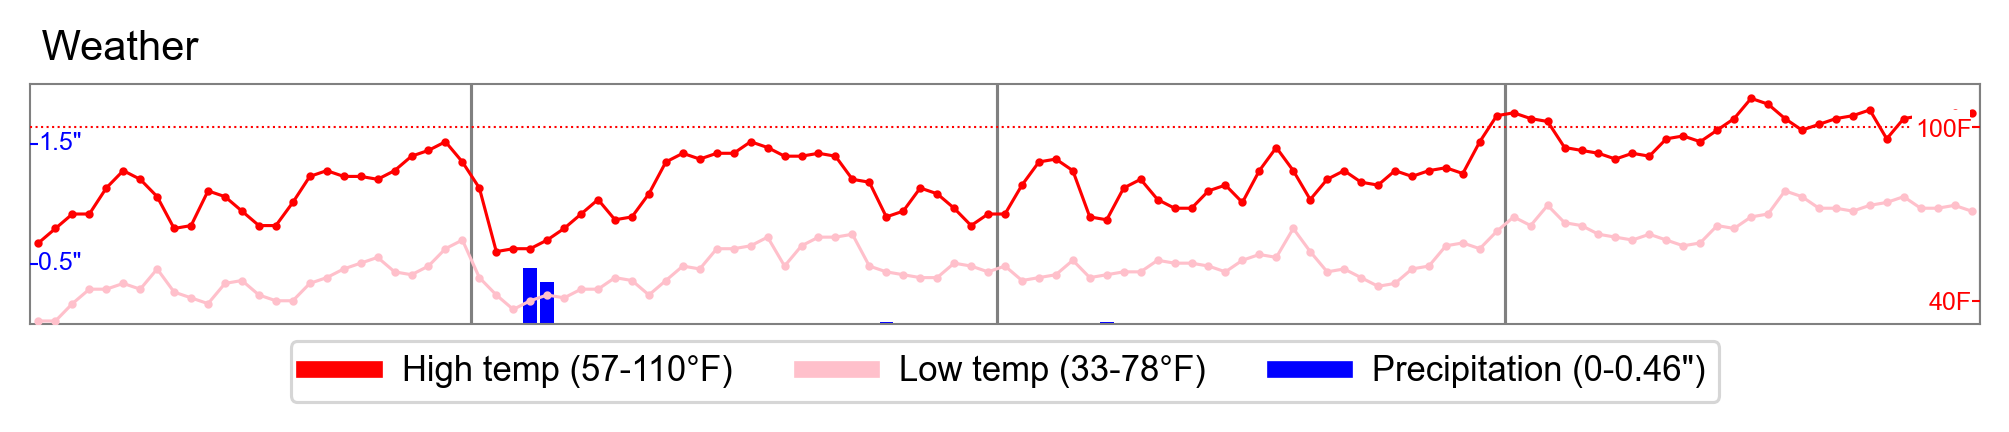 Weather
1.5"
100F
0.5"
40F
High temp (57-110°F) Low temp (33-78°F) Precipitation (0-0.46")